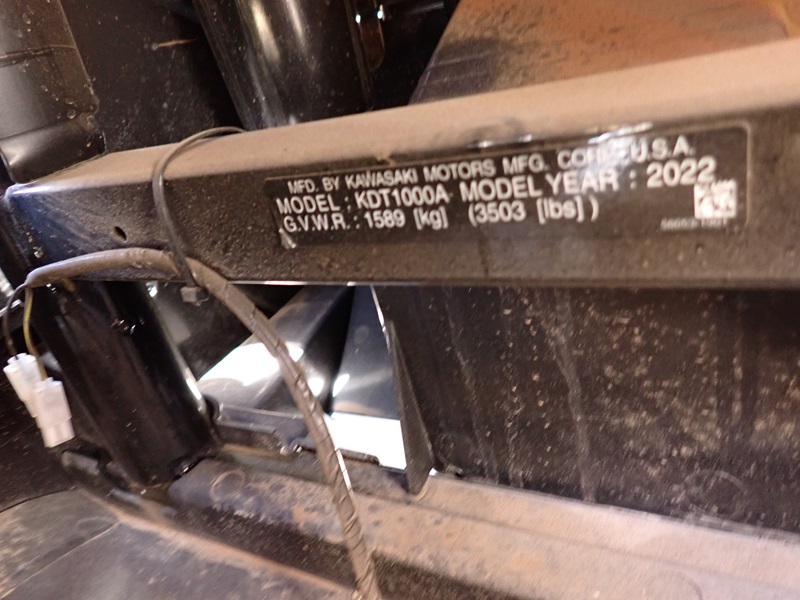 MFD. BY KAWASAKI MOTORS MFG. CORP., U.S.A.
MODEL : KDT1000A MODEL YEAR : 2022
G.V.W.R. : 1589 [kg] (3503 [lbs] )